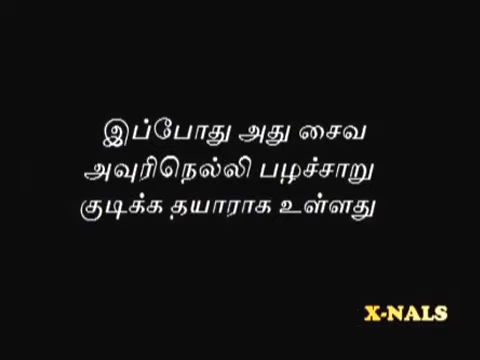 இப்போது அது சைவ
அவுரிநெல்லி பழச்சாறு
குடிக்க தயாராக உள்ளது
X-NALS